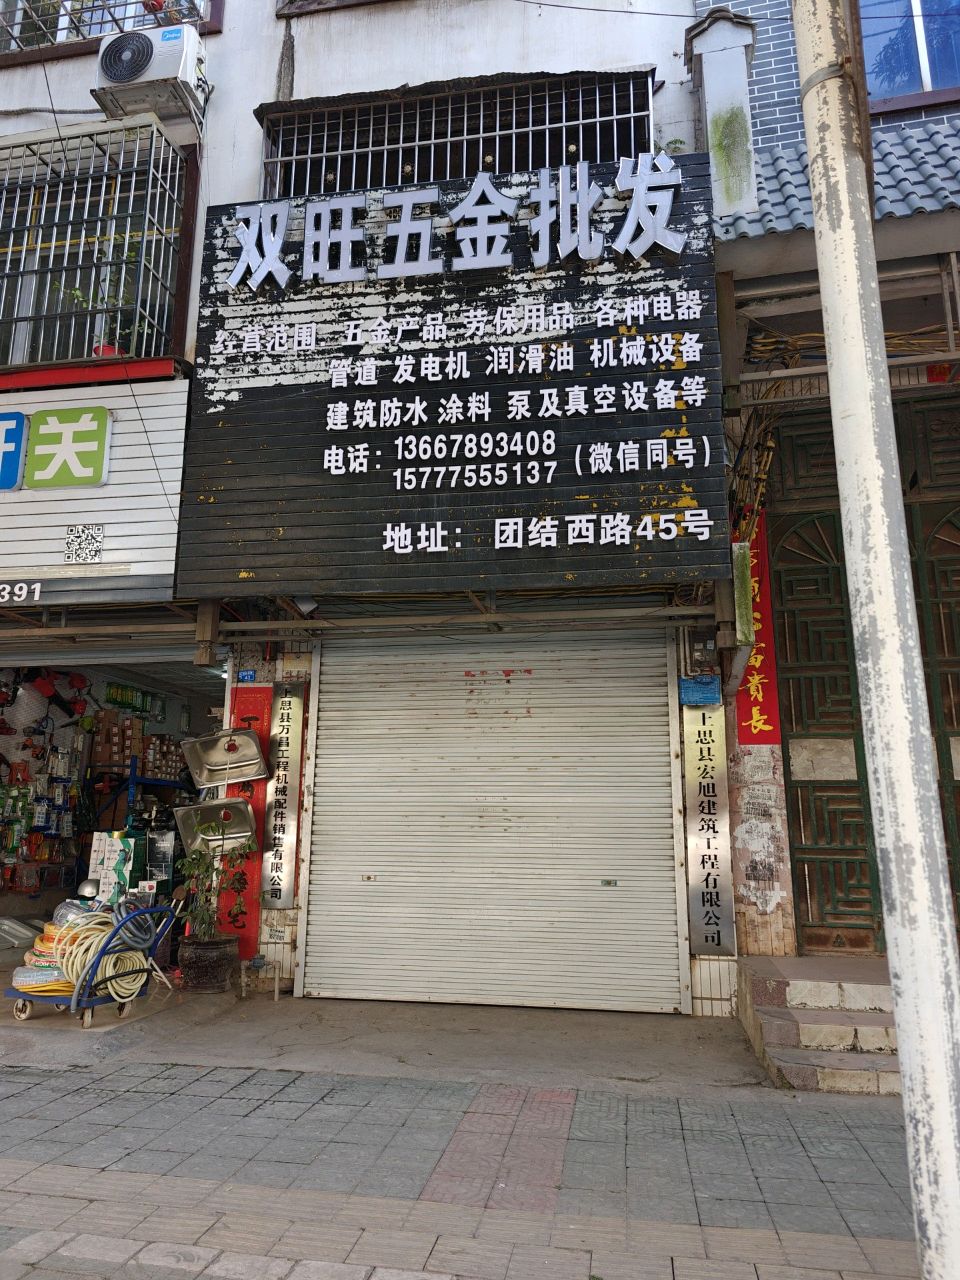 双旺五金批发
经营范围 五金产品 劳保用品 各种电器
管道 发电机 润滑油 机械设备
建筑防水 涂料 泵及真空设备等
电话：13667893408
15777555137（微信同号）
地址：团结西路45号
开关
391
上思县万昌工程机械配件销售有限公司
上思县宏旭建筑工程有限公司
富貴長
Midea